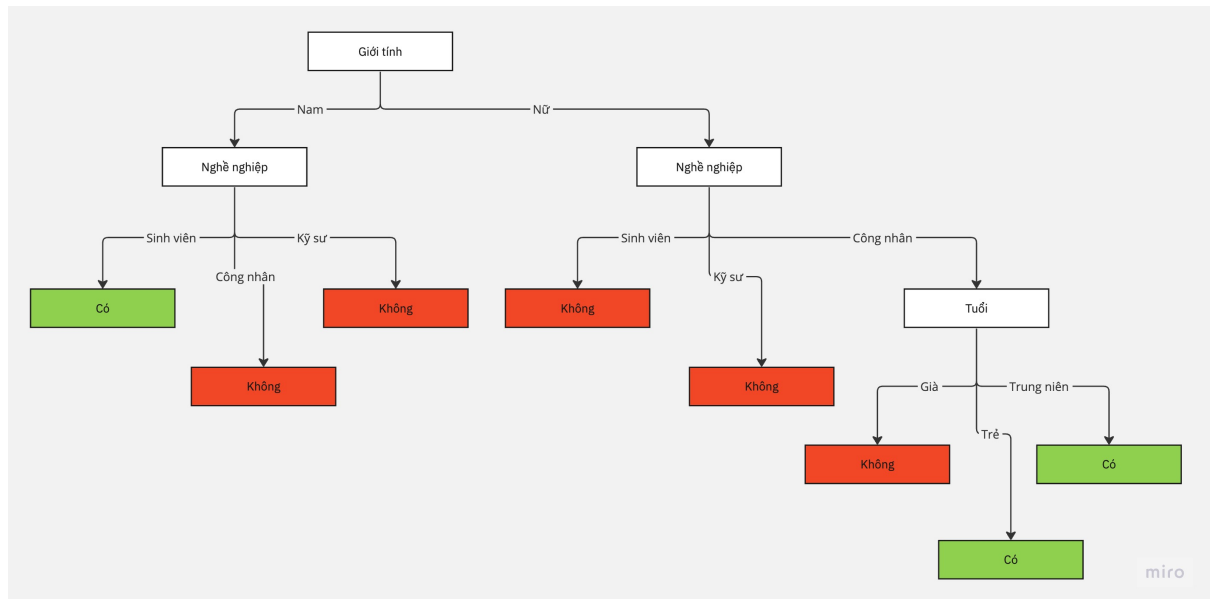 Giới tính
Nam
Nữ
Nghề nghiệp
Nghề nghiệp
Sinh viên
Kỹ sư
Sinh viên
Công nhân
Công nhân
Kỹ sư
Có
Không
Không
Tuổi
Không
Không
Già
Trung niên
Trẻ
Không
Có
Có
miro